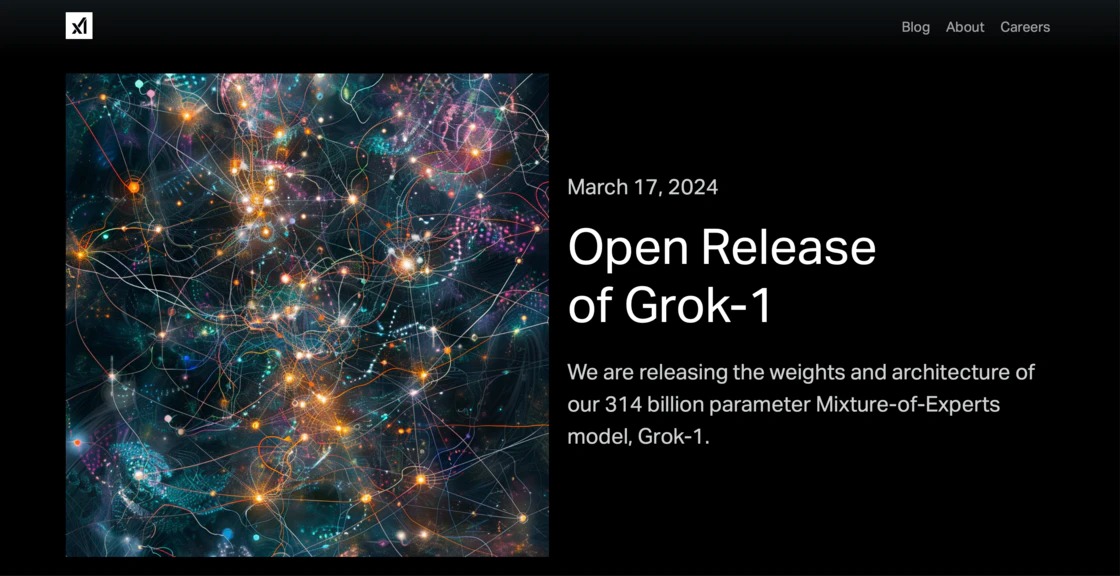 xI
Blog About Careers
March 17, 2024
Open Release
of Grok-1
We are releasing the weights and architecture of
our 314 billion parameter Mixture-of-Experts
model, Grok-1.